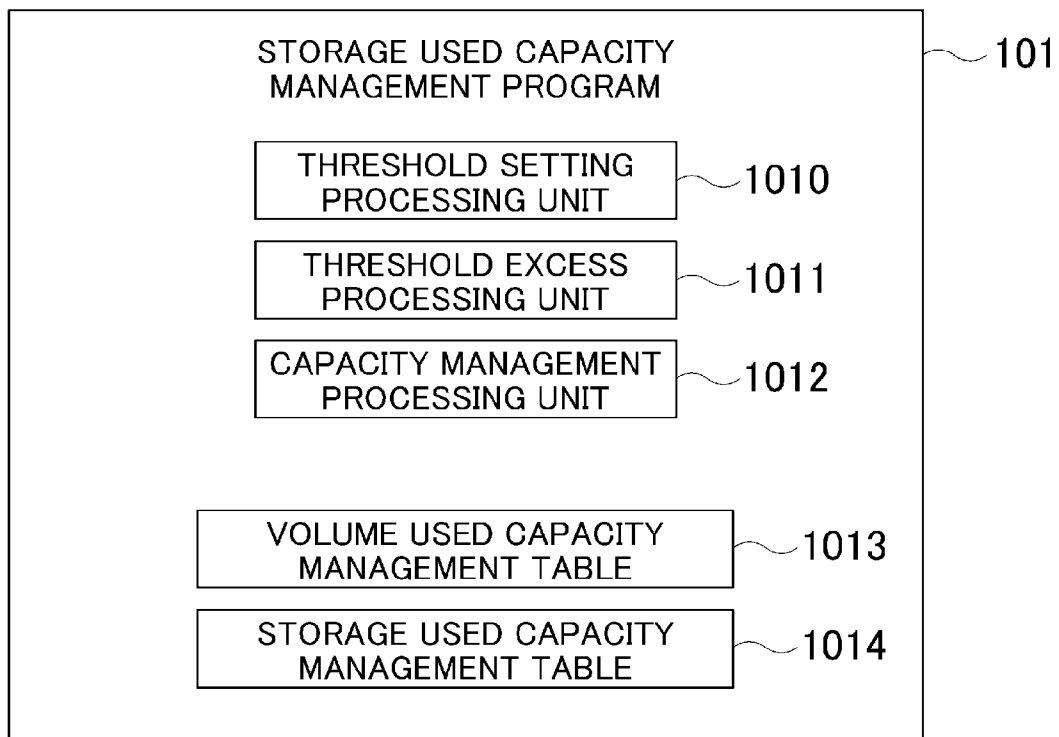 STORAGE USED CAPACITY
MANAGEMENT PROGRAM
101
THRESHOLD SETTING
PROCESSING UNIT
1010
THRESHOLD EXCESS
PROCESSING UNIT
1011
CAPACITY MANAGEMENT
PROCESSING UNIT
1012
VOLUME USED CAPACITY
MANAGEMENT TABLE
1013
STORAGE USED CAPACITY
MANAGEMENT TABLE
1014